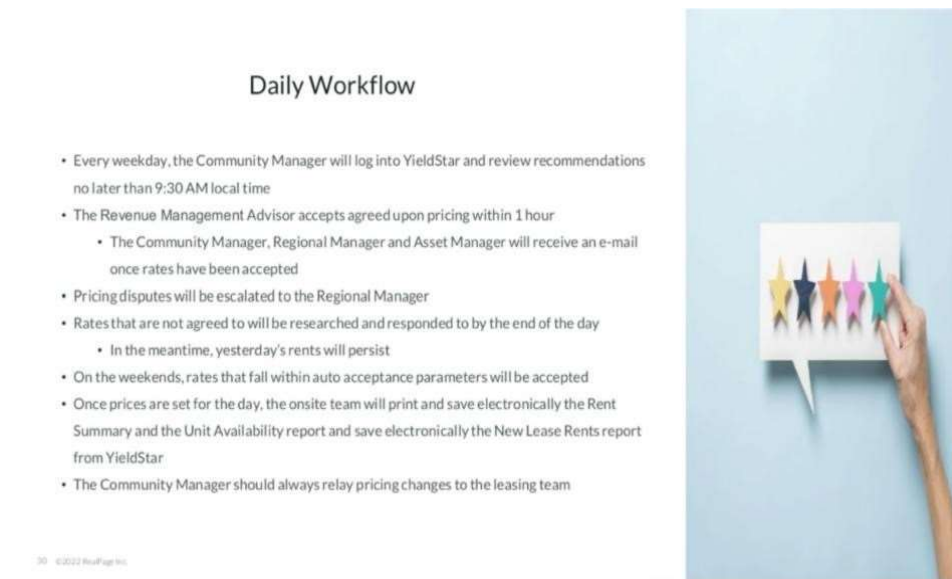 Daily Workflow
• Every weekday, the Community Manager will log into YieldStar and review recommendations
no later than 9:30 AM local time
• The Revenue Management Advisor accepts agreed upon pricing within 1 hour
• The Community Manager, Regional Manager and Asset Manager will receive an e-mail
once rates have been accepted
• Pricing disputes will be escalated to the Regional Manager
• Rates that are not agreed to will be researched and responded to by the end of the day
• In the meantime, yesterday's rents will persist
• On the weekends, rates that fall within auto acceptance parameters will be accepted
• Once prices are set for the day, the onsite team will print and save electronically the Rent
Summary and the Unit Availability report and save electronically the New Lease Rents report
from YieldStar
• The Community Manager should always relay pricing changes to the leasing team
30 ©2022 RealPage Inc.